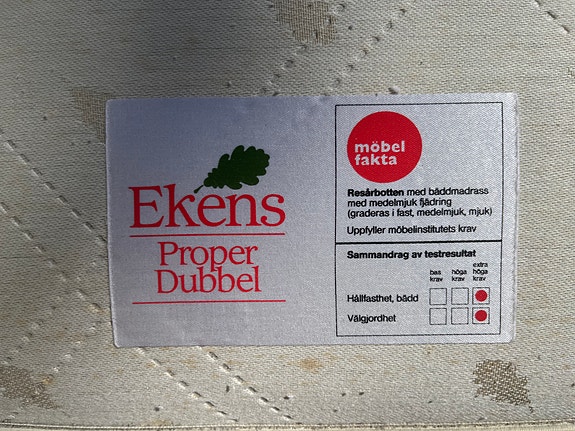 Ekens
Proper
Dubbel
möbel
fakta
Resårbotten med bäddmadrass
med medelmjuk fjädring
(graderas i fast, medelmjuk, mjuk)
Uppfyller möbelinstitutets krav
Sammandrag av testresultat
bas krav
höga krav
extra höga krav
Hållfasthet, bädd
Välgjordhet